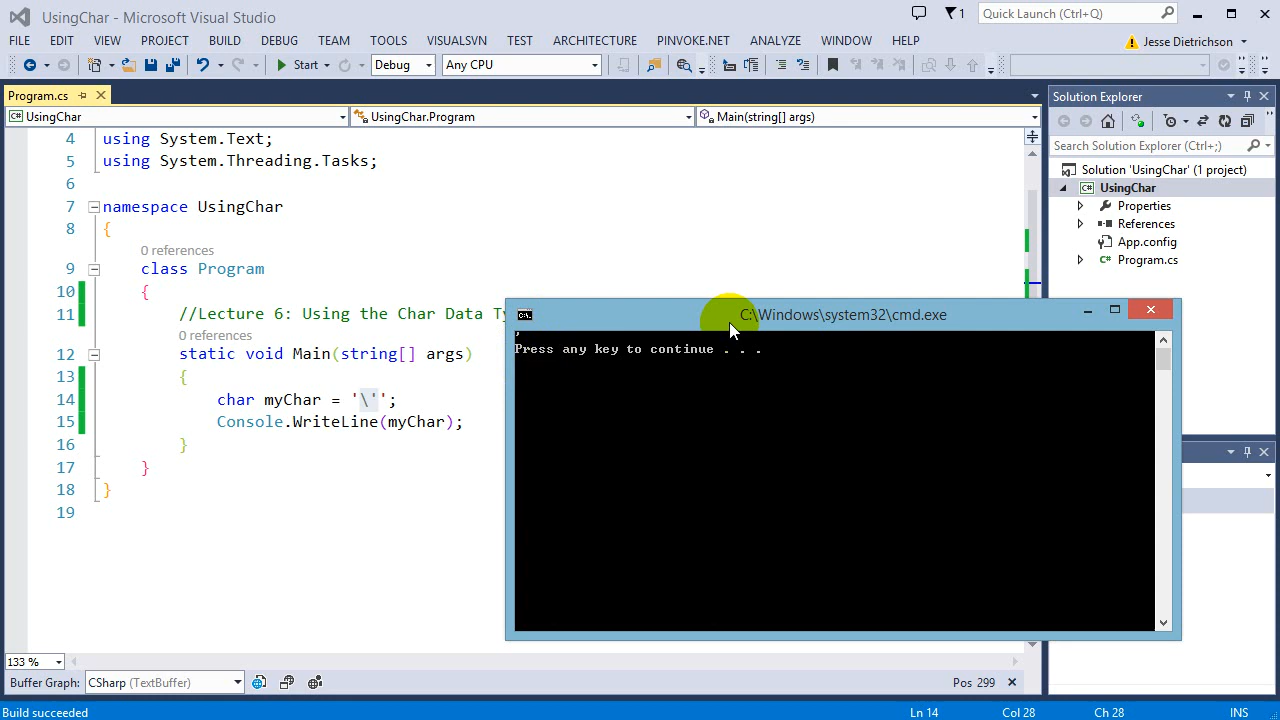 UsingChar - Microsoft Visual Studio
1
Quick Launch (Ctrl+Q)
FILE EDIT VIEW PROJECT BUILD DEBUG TEAM TOOLS VISUALSVN TEST ARCHITECTURE PINVOKE.NET ANALYZE WINDOW HELP
Jesse Dietrichson
Start Debug Any CPU
Program.cs
UsingChar UsingChar.Program Main(string[] args)
4 using System.Text;
5 using System.Threading.Tasks;
6
7 namespace UsingChar
8 {
0 references
9 class Program
10 {
11 //Lecture 6: Using the Char Data Ty
0 references
12 static void Main(string[] args)
13 {
14 char myChar = '\'';
15 Console.WriteLine(myChar);
16 }
17 }
18 }
19
133 %
Buffer Graph: CSharp (TextBuffer) Pos 299
Build succeeded Ln 14 Col 28 Ch 28 INS
Solution Explorer
Search Solution Explorer (Ctrl+;)
Solution 'UsingChar' (1 project)
UsingChar
Properties
References
App.config
Program.cs
C:\Windows\system32\cmd.exe
'
Press any key to continue . . .